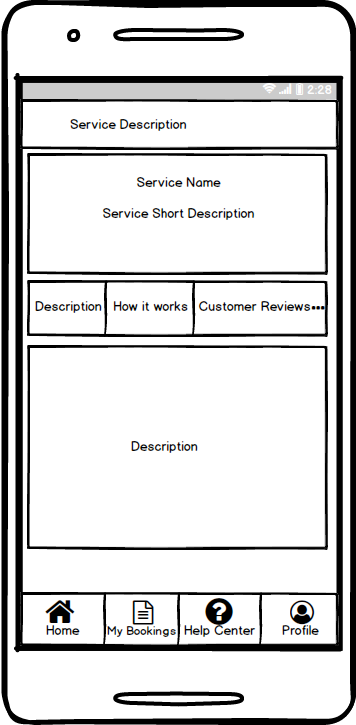 2:28
Service Description
Service Name
Service Short Description
Description How it works Customer Reviews•••
Description
Home My Bookings Help Center Profile